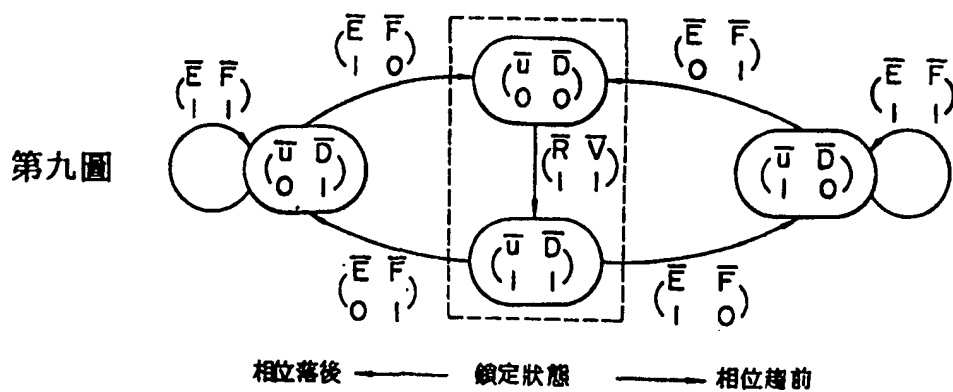 (E̅ F̅
1 0)
(u̅ D̅
0 0)
(E̅ F̅
0 1)
(E̅ F̅
1 1)
(E̅ F̅
1 1)
第九圖
(u̅ D̅
0 1)
(R̅ V̅
1 1)
(u̅ D̅
1 0)
(u̅ D̅
1 1)
(E̅ F̅
0 1)
(E̅ F̅
1 0)
相位落後 鎖定狀態 相位趨前